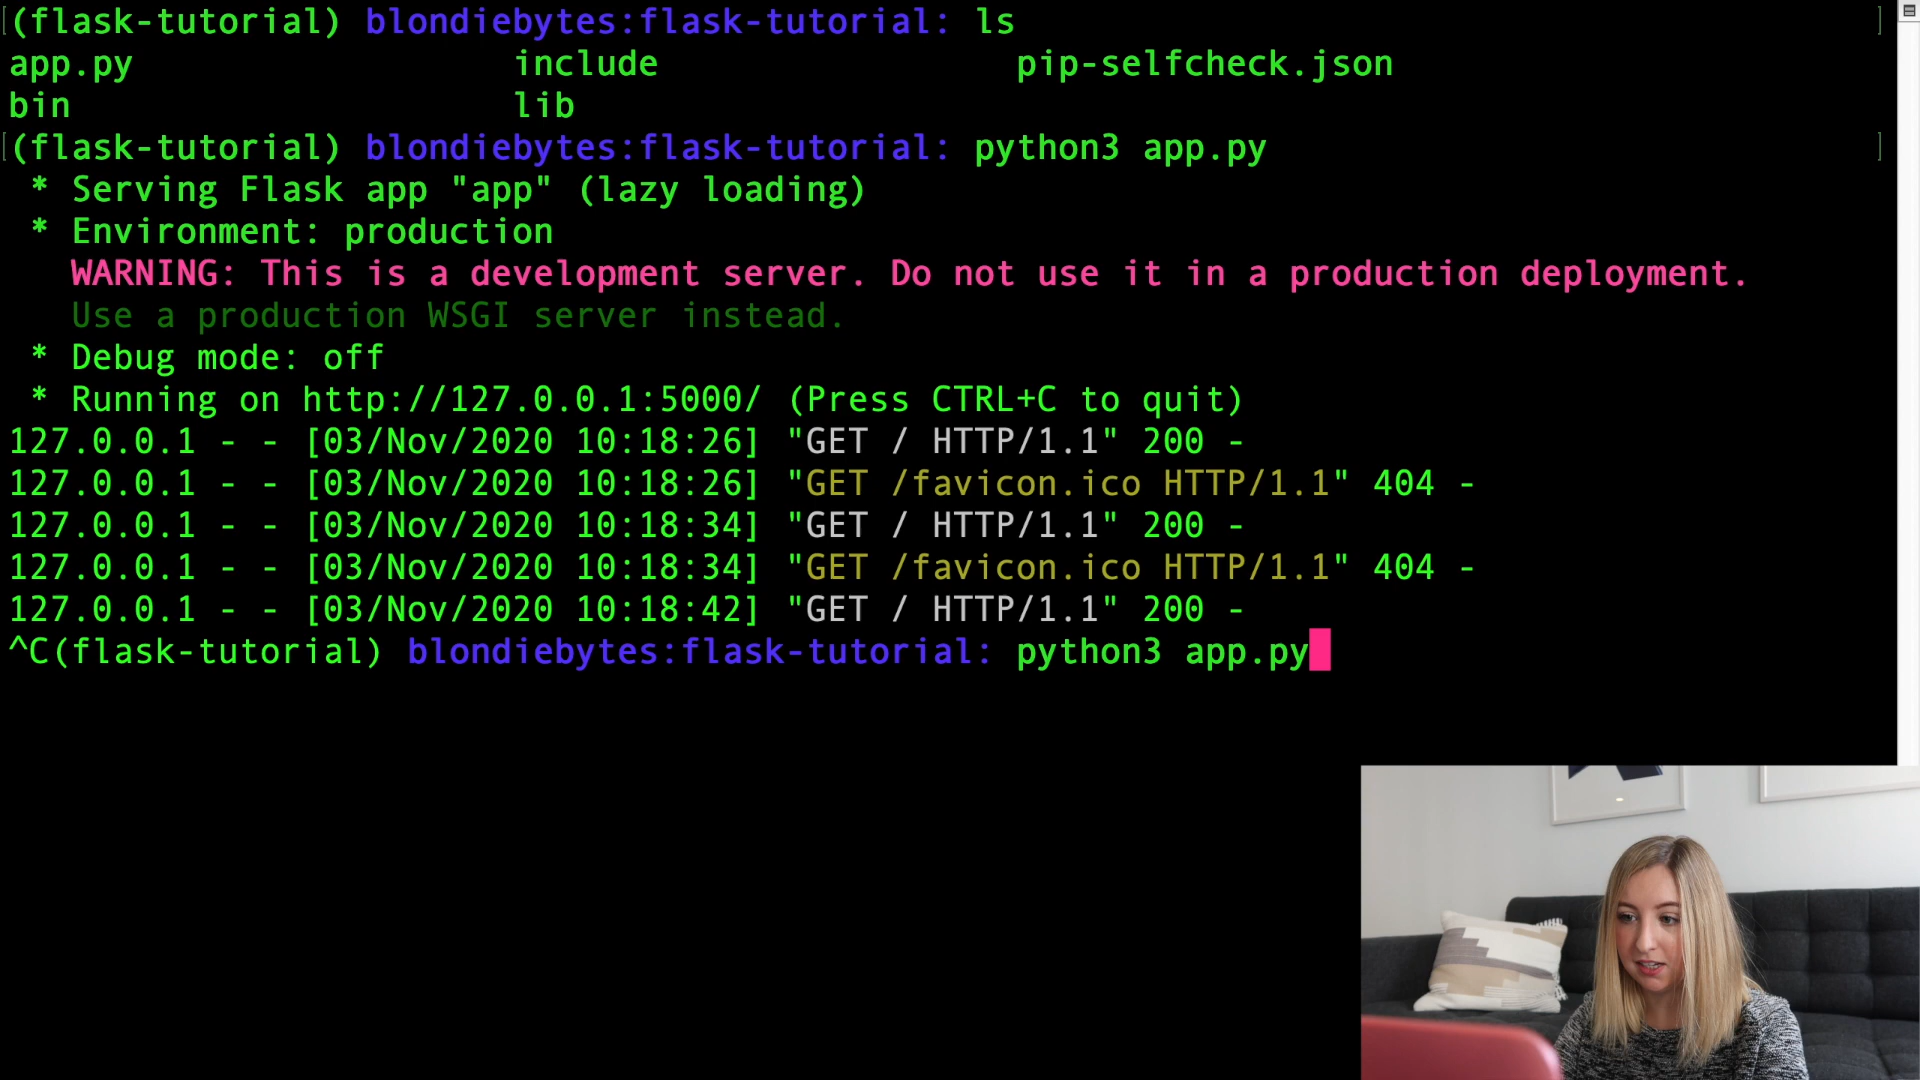 (flask-tutorial) blondiebytes:flask-tutorial: ls
app.py include pip-selfcheck.json
bin lib
(flask-tutorial) blondiebytes:flask-tutorial: python3 app.py
* Serving Flask app "app" (lazy loading)
* Environment: production
WARNING: This is a development server. Do not use it in a production deployment.
Use a production WSGI server instead.
* Debug mode: off
* Running on http://127.0.0.1:5000/ (Press CTRL+C to quit)
127.0.0.1 - - [03/Nov/2020 10:18:26] "GET / HTTP/1.1" 200 -
127.0.0.1 - - [03/Nov/2020 10:18:26] "GET /favicon.ico HTTP/1.1" 404 -
127.0.0.1 - - [03/Nov/2020 10:18:34] "GET / HTTP/1.1" 200 -
127.0.0.1 - - [03/Nov/2020 10:18:34] "GET /favicon.ico HTTP/1.1" 404 -
127.0.0.1 - - [03/Nov/2020 10:18:42] "GET / HTTP/1.1" 200 -
^C(flask-tutorial) blondiebytes:flask-tutorial: python3 app.py